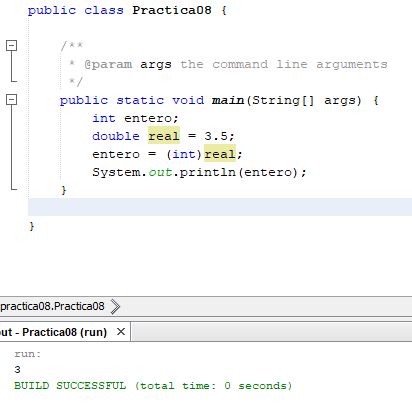 public class Practica08 {
/**
* @param args the command line arguments
*/
public static void main(String[] args) {
int entero;
double real = 3.5;
entero = (int)real;
System.out.println(entero);
}
}
practica08.Practica08
ut - Practica08 (run) ×
run:
3
BUILD SUCCESSFUL (total time: 0 seconds)